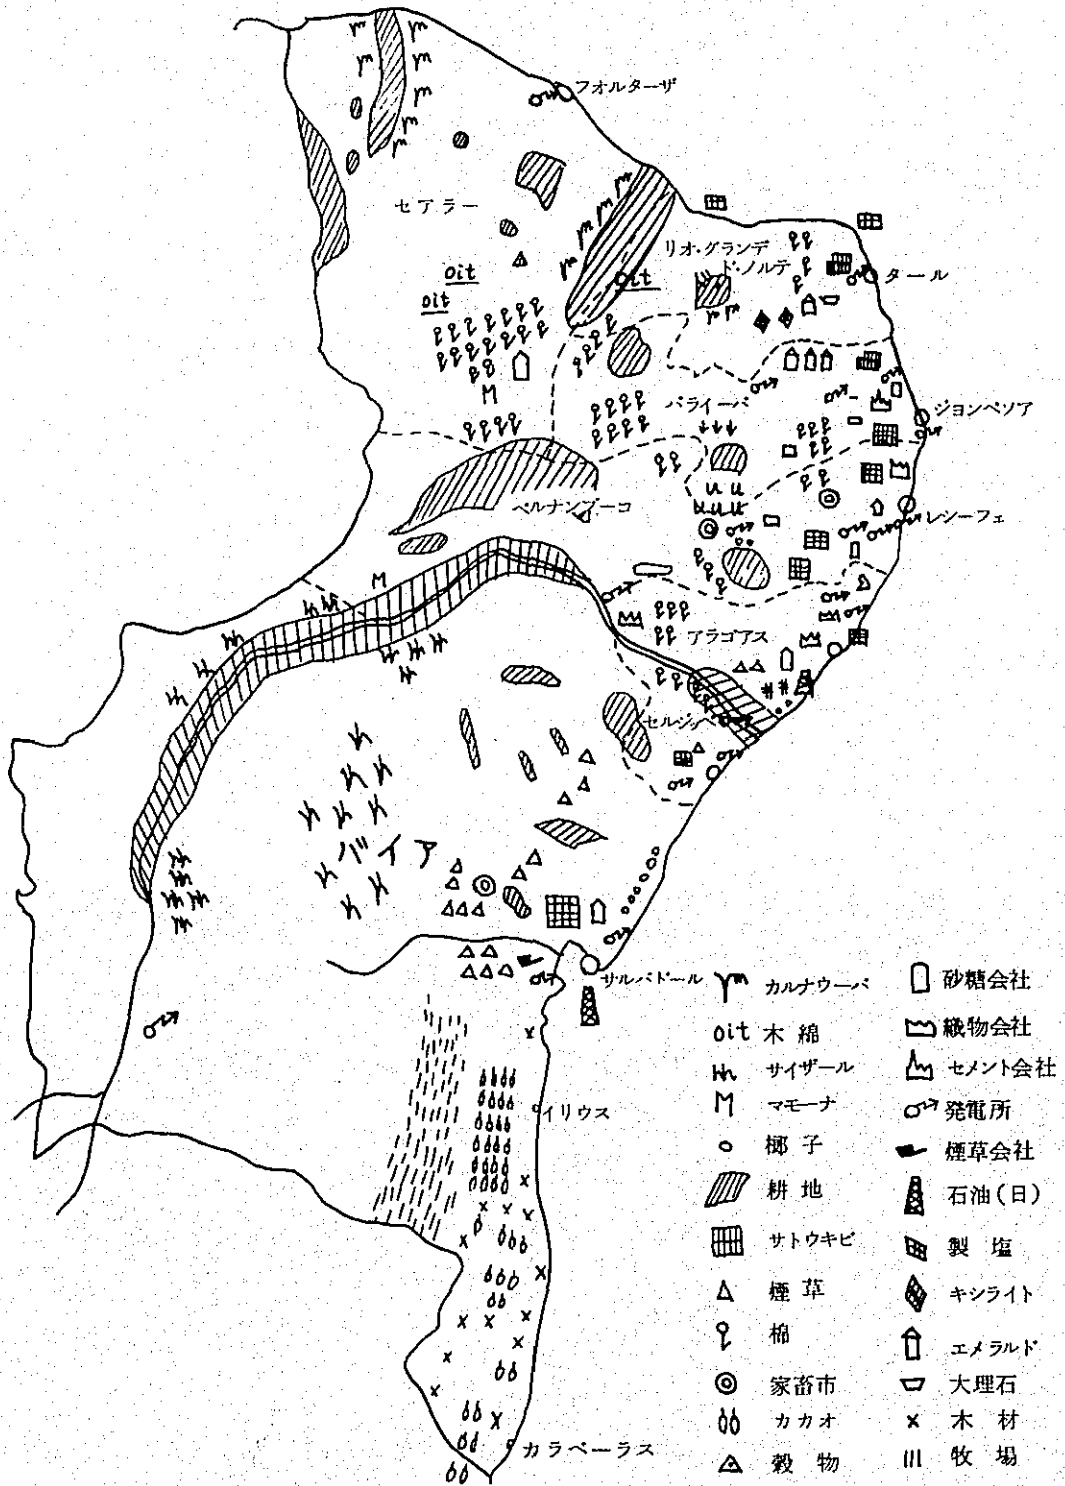 フオルターザ
セアラー
oit
oit
oit
リオ・グランデ
ド・ノルテ
タール
M
パライーバ
ジョンペソア
ペルナンブーコ
レシーフェ
M
アラゴアス
セルジッペ
バイア
サルバドール
イリウス
カラベーラス
カルナウーバ
oit 木綿
サイザール
M マモーナ
椰子
耕地
サトウキビ
煙草
棉
家畜市
カカオ
穀物
砂糖会社
織物会社
セメント会社
発電所
煙草会社
石油(日)
製塩
キシライト
エメラルド
大理石
木材
牧場